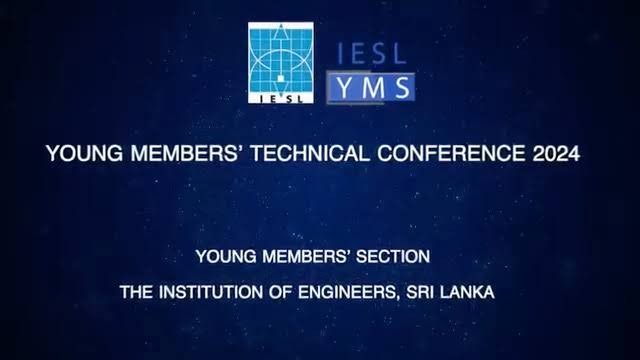 IESL
IESL
YMS
YOUNG MEMBERS' TECHNICAL CONFERENCE 2024
YOUNG MEMBERS' SECTION
THE INSTITUTION OF ENGINEERS, SRI LANKA